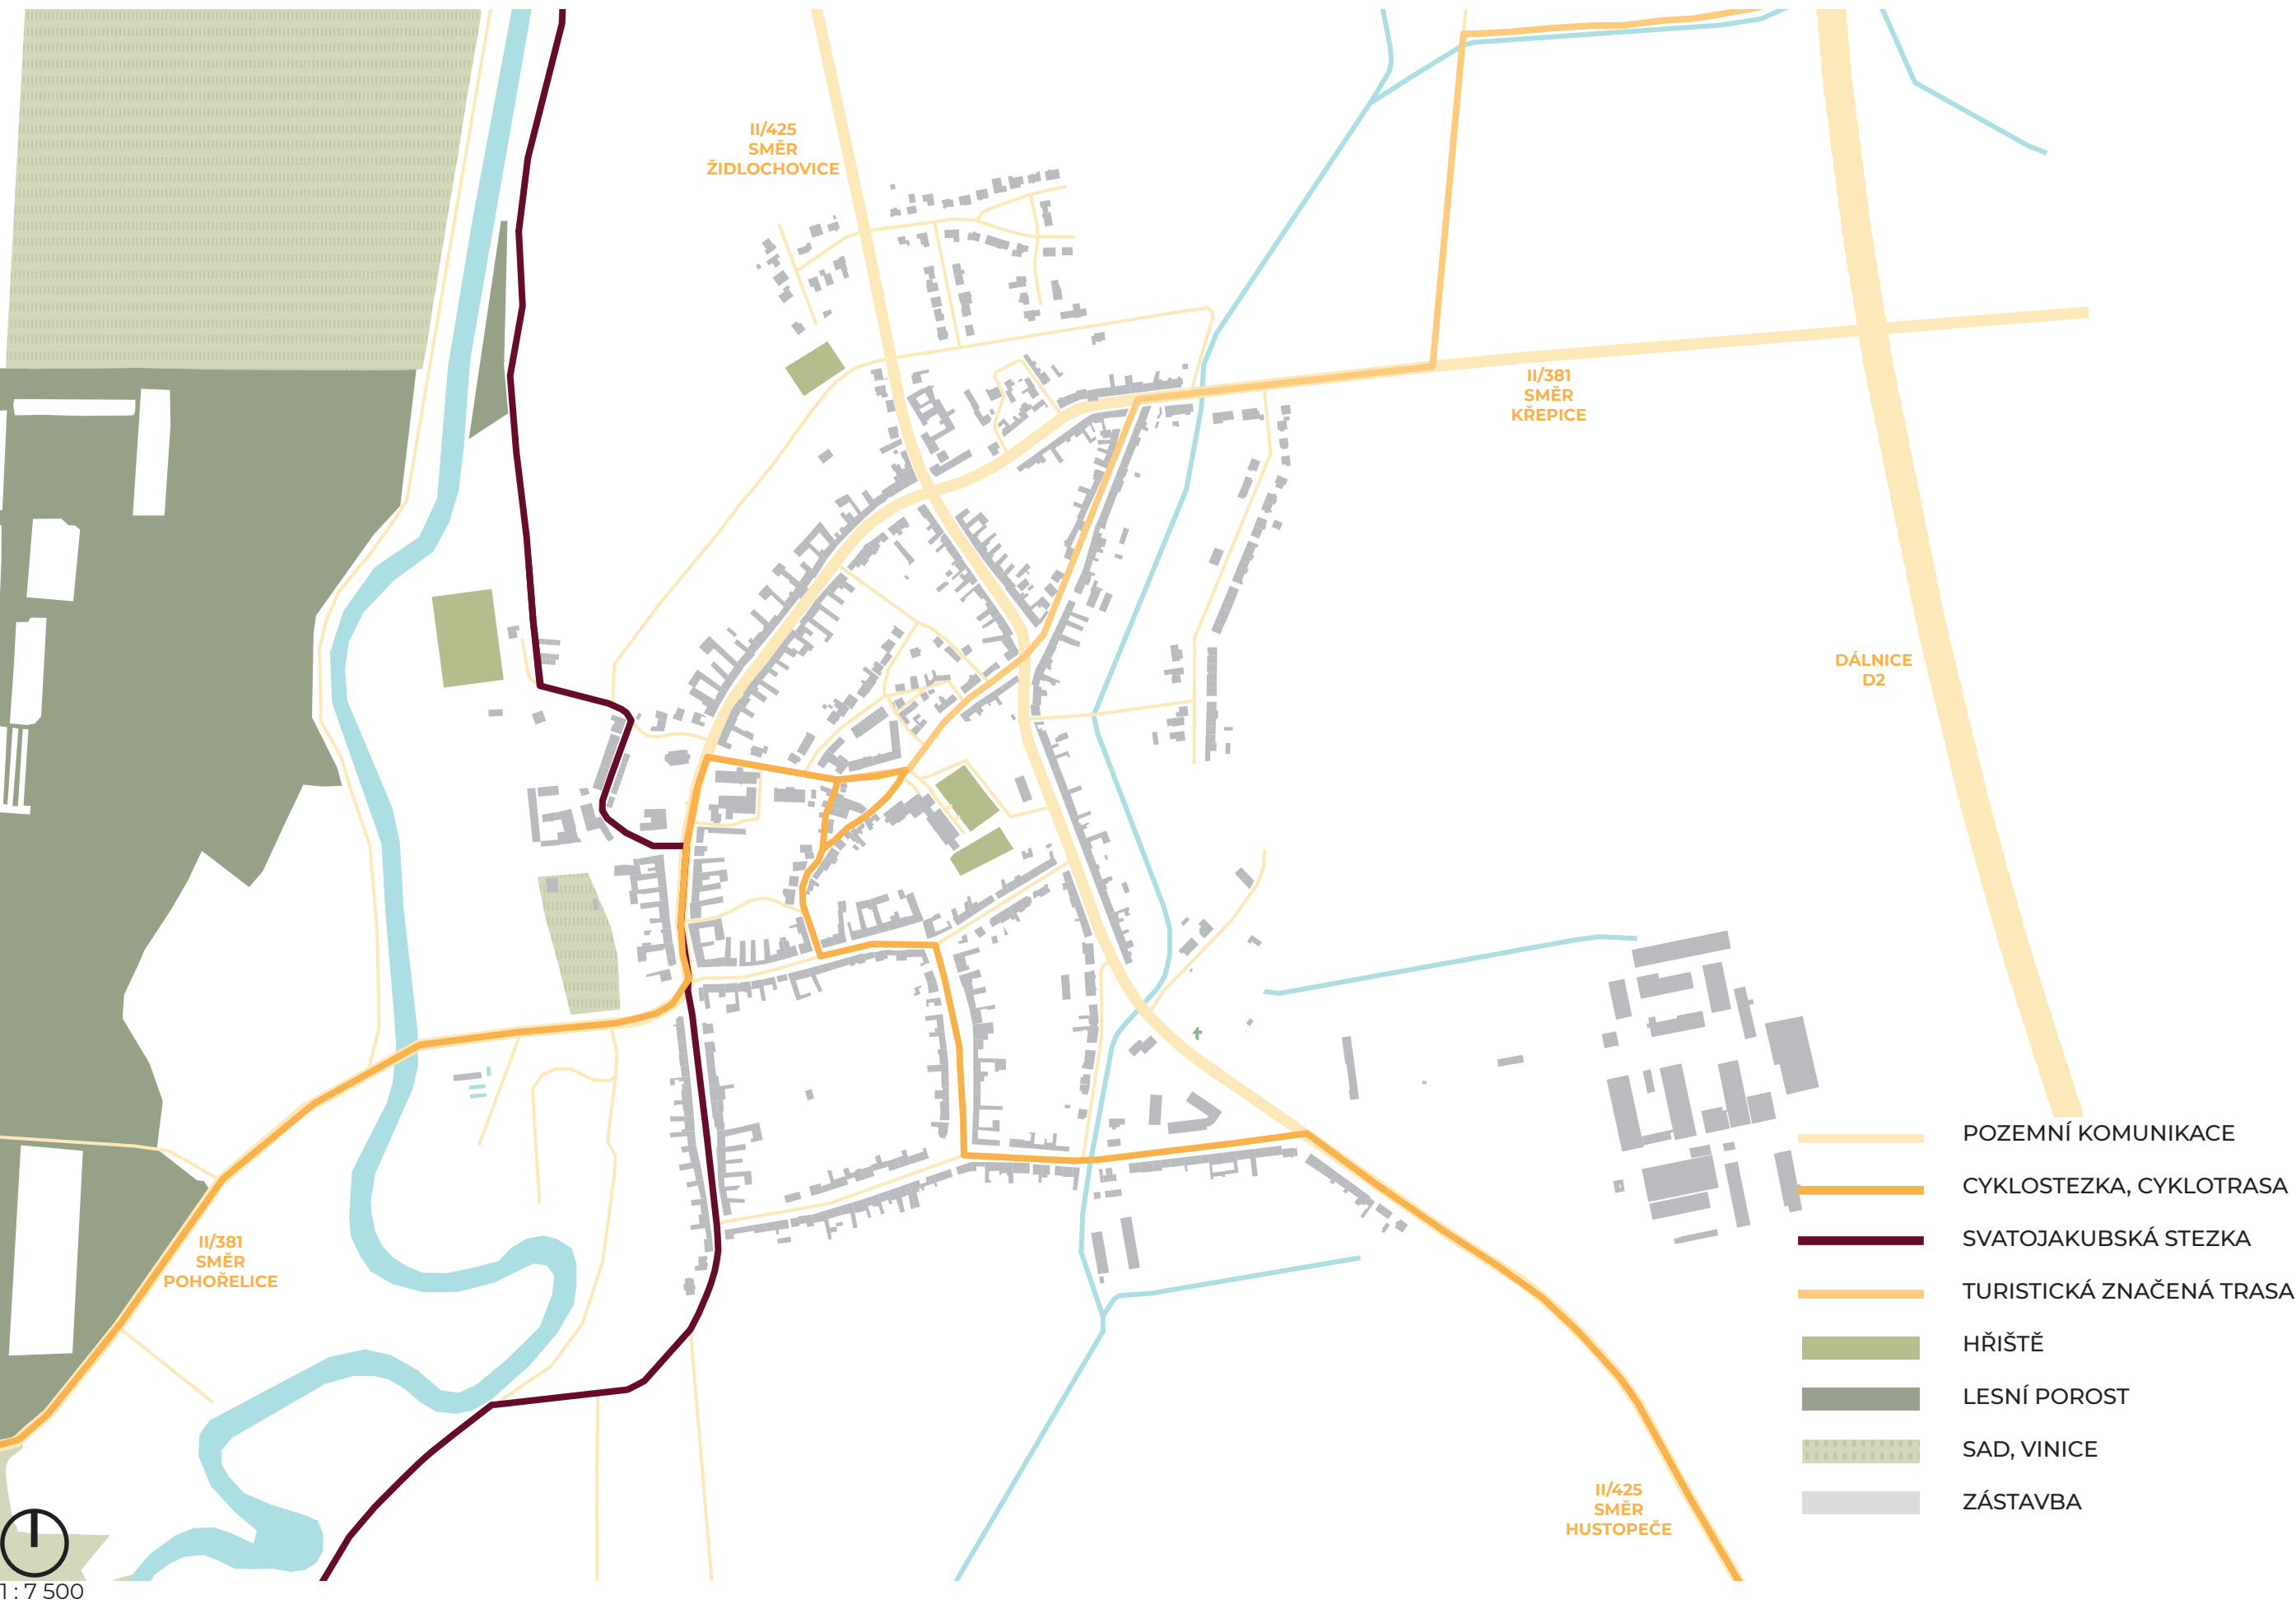 II/425
SMĚR
ŽIDLOCHOVICE
II/381
SMĚR
KŘEPICE
DÁLNICE
D2
II/381
SMĚR
POHOŘELICE
II/425
SMĚR
HUSTOPEČE
POZEMNÍ KOMUNIKACE
CYKLOSTEZKA, CYKLOTRASA
SVATOJAKUBSKÁ STEZKA
TURISTICKÁ ZNAČENÁ TRASA
HŘIŠTĚ
LESNÍ POROST
SAD, VINICE
ZÁSTAVBA
1 : 7 500